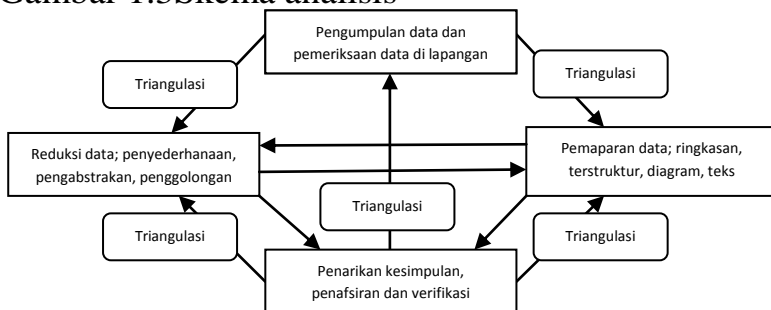 Gambar 1.3Skema analisis
Pengumpulan data dan
pemeriksaan data di lapangan
Triangulasi
Triangulasi
Reduksi data; penyederhanaan,
pengabstrakan, penggolongan
Pemaparan data; ringkasan,
terstruktur, diagram, teks
Triangulasi
Triangulasi
Triangulasi
Penarikan kesimpulan,
penafsiran dan verifikasi